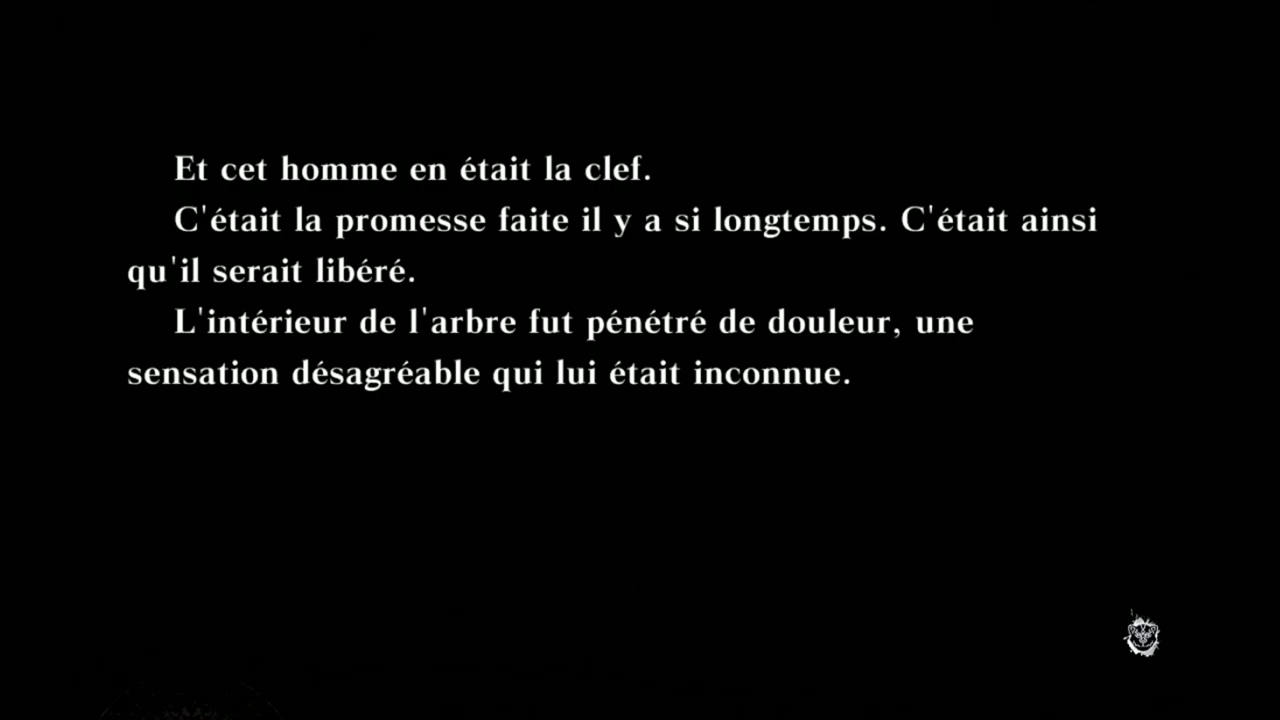 Et cet homme en était la clef.
C'était la promesse faite il y a si longtemps. C'était ainsi
qu'il serait libéré.
L'intérieur de l'arbre fut pénétré de douleur, une
sensation désagréable qui lui était inconnue.